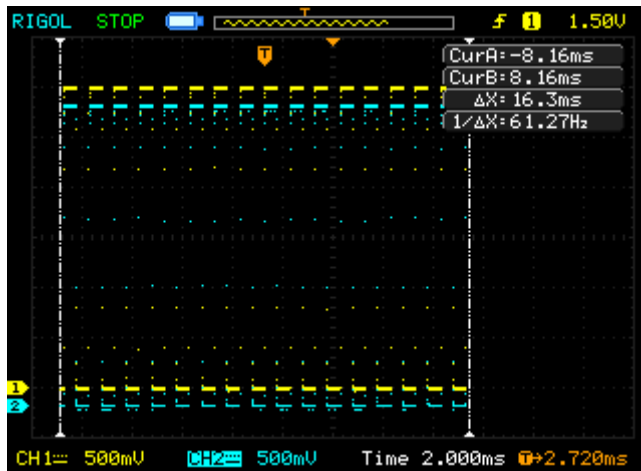 RIGOL STOP T 1 1.50V
T
CurA:-8.16ms
CurB:8.16ms
ΔX:16.3ms
1/ΔX:61.27Hz
1
2
CH1 500mV CH2 500mV Time 2.000ms T→2.720ms